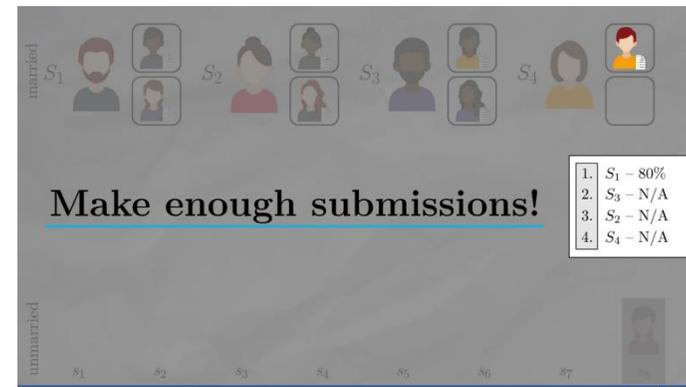 married
S₁
S₂
S₃
S₄
1. S₁ – 80%
2. S₃ – N/A
3. S₂ – N/A
4. S₄ – N/A
Make enough submissions!
unmarried
s₁ s₂ s₃ s₄ s₅ s₆ s₇ s₈